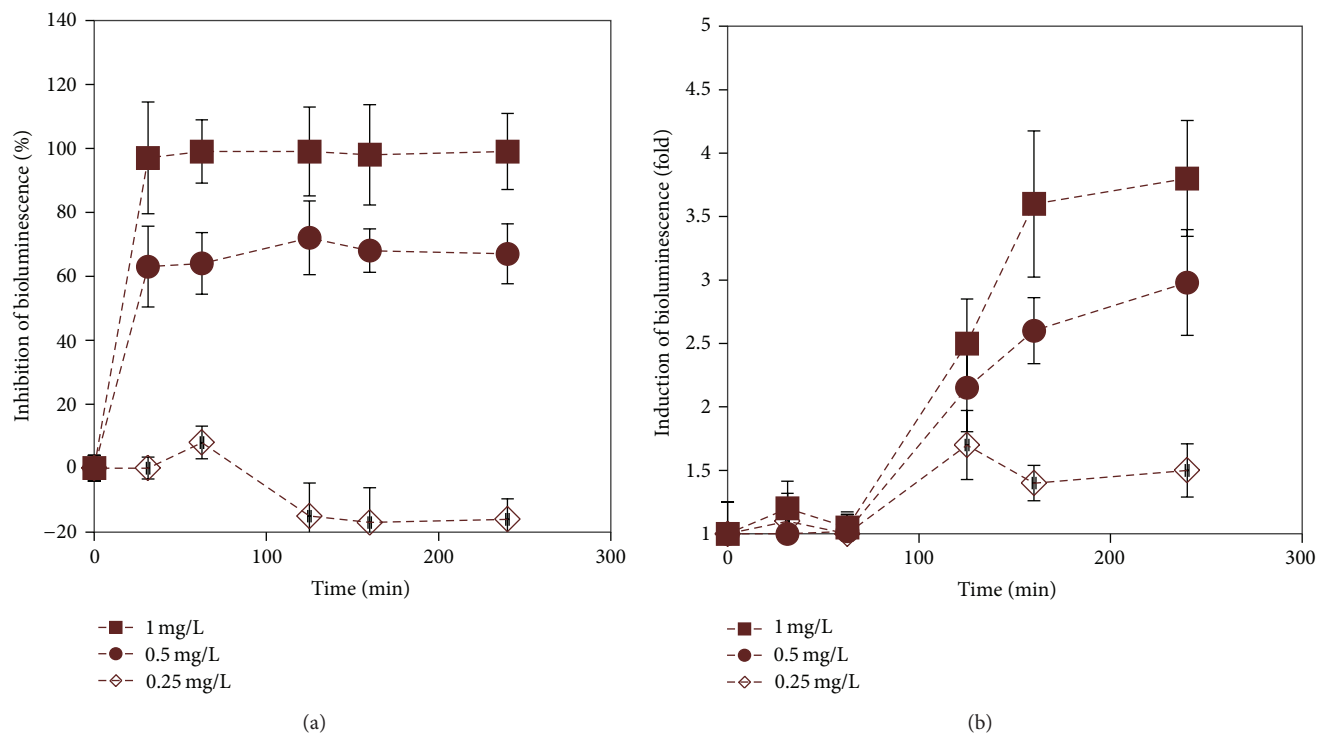 140
120
100
80
60
40
20
0
−20
Inhibition of bioluminescence (%)
0
100
200
300
Time (min)
1 mg/L
0.5 mg/L
0.25 mg/L
(a)
5
4.5
4
3.5
3
2.5
2
1.5
1
Induction of bioluminescence (fold)
0
100
200
300
Time (min)
1 mg/L
0.5 mg/L
0.25 mg/L
(b)